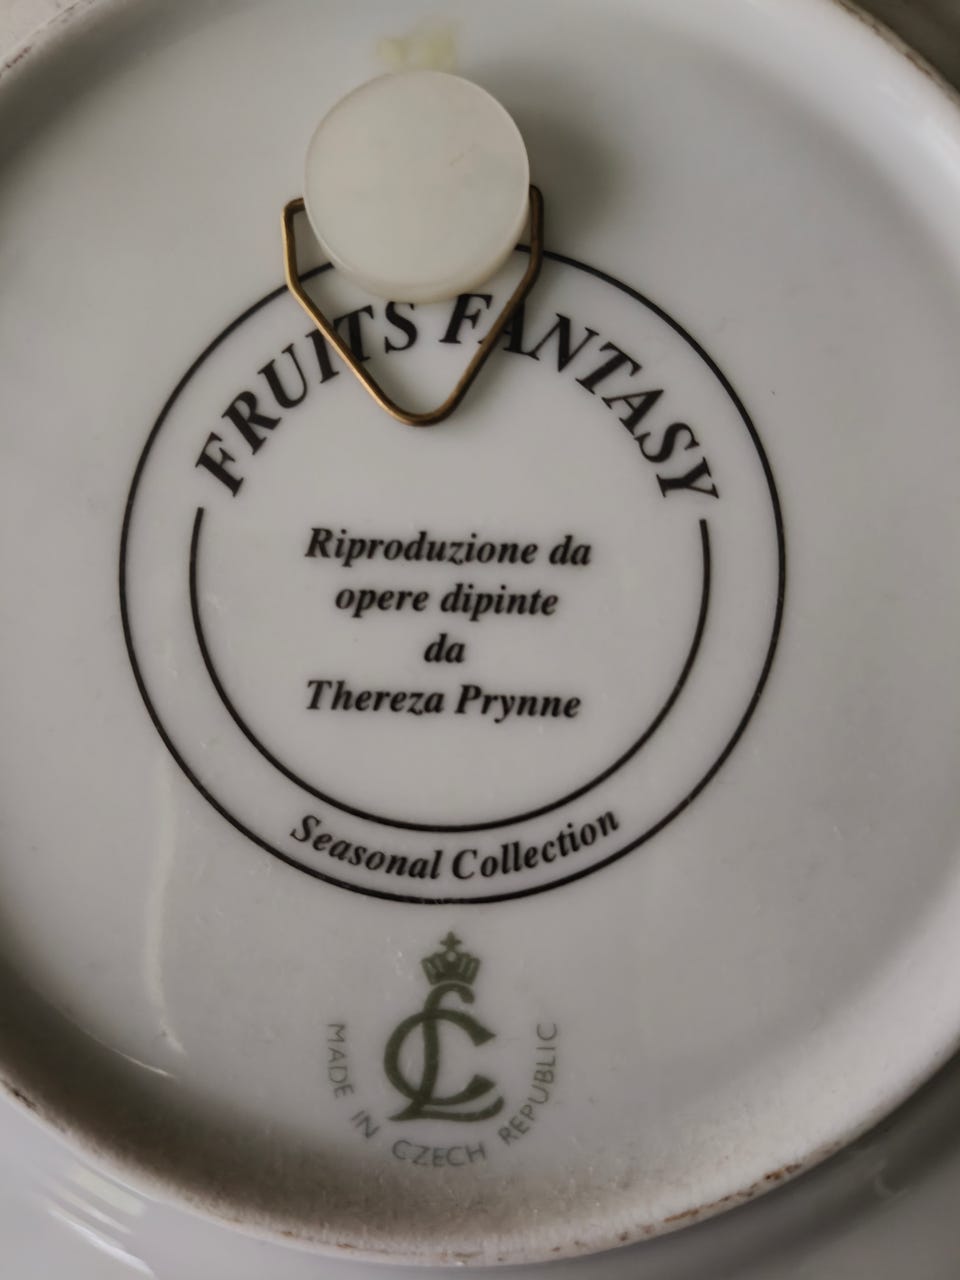 FRUITS FANTASY
Riproduzione da
opere dipinte
da
Thereza Prynne
Seasonal Collection
CL
MADE IN CZECH REPUBLIC